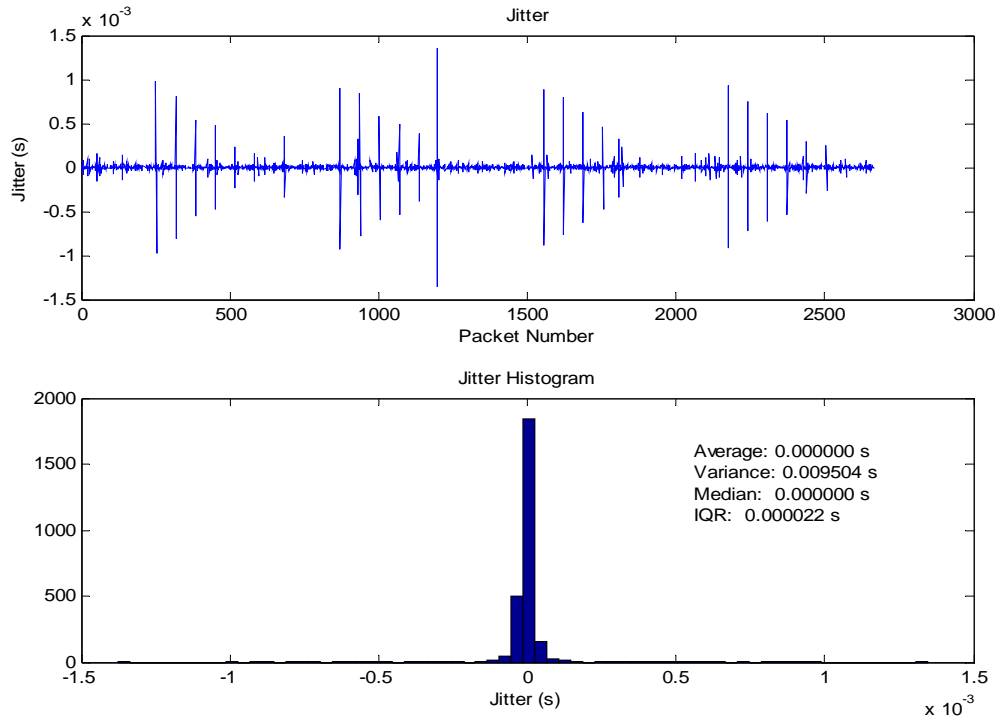 Jitter
x 10-3
1.5
1
0.5
0
-0.5
-1
-1.5
Jitter (s)
0 500 1000 1500 2000 2500 3000
Packet Number
Jitter Histogram
2000
1500
1000
500
0
Average: 0.000000 s
Variance: 0.009504 s
Median: 0.000000 s
IQR: 0.000022 s
-1.5 -1 -0.5 0 0.5 1 1.5
Jitter (s)
x 10-3